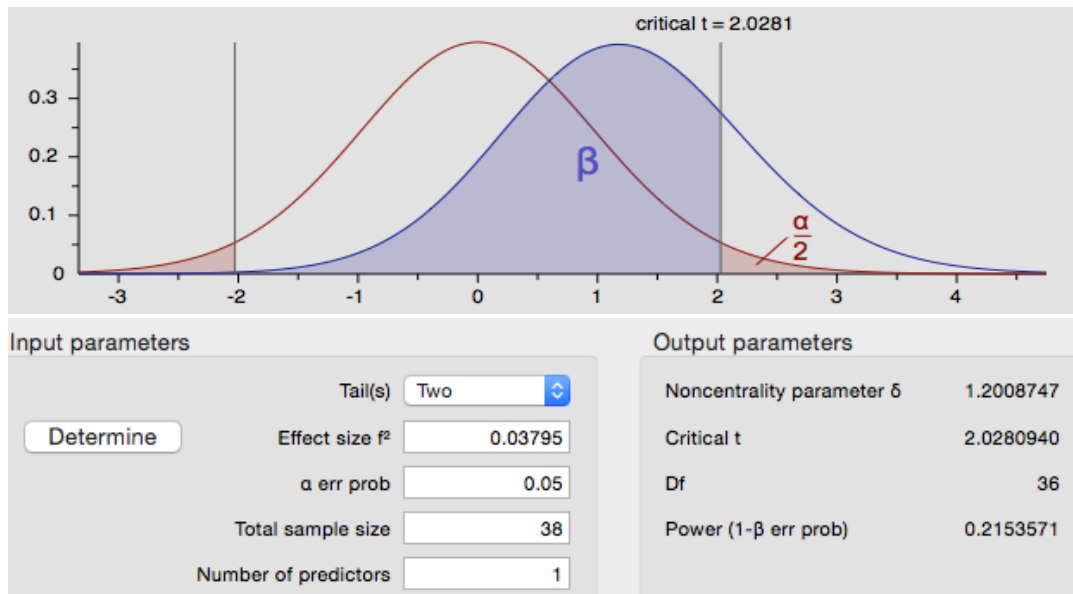 critical t = 2.0281
0.3
0.2
β
0.1
α
2
0
-3 -2 -1 0 1 2 3 4
Input parameters
Output parameters
Tail(s) Two
Noncentrality parameter δ 1.2008747
Determine
Effect size f² 0.03795
Critical t 2.0280940
α err prob 0.05
Df 36
Total sample size 38
Power (1-β err prob) 0.2153571
Number of predictors 1